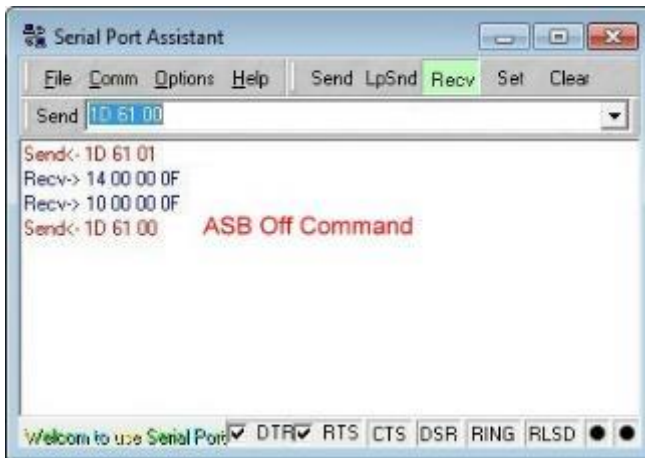 Serial Port Assistant
File Comm Options Help Send LpSnd Recv Set Clear
Send 1D 61 00
Send<- 1D 61 01
Recv-> 14 00 00 0F
Recv-> 10 00 00 0F
Send<- 1D 61 00 ASB Off Command
Welcom to use Serial Port DTR RTS CTS DSR RING RLSD